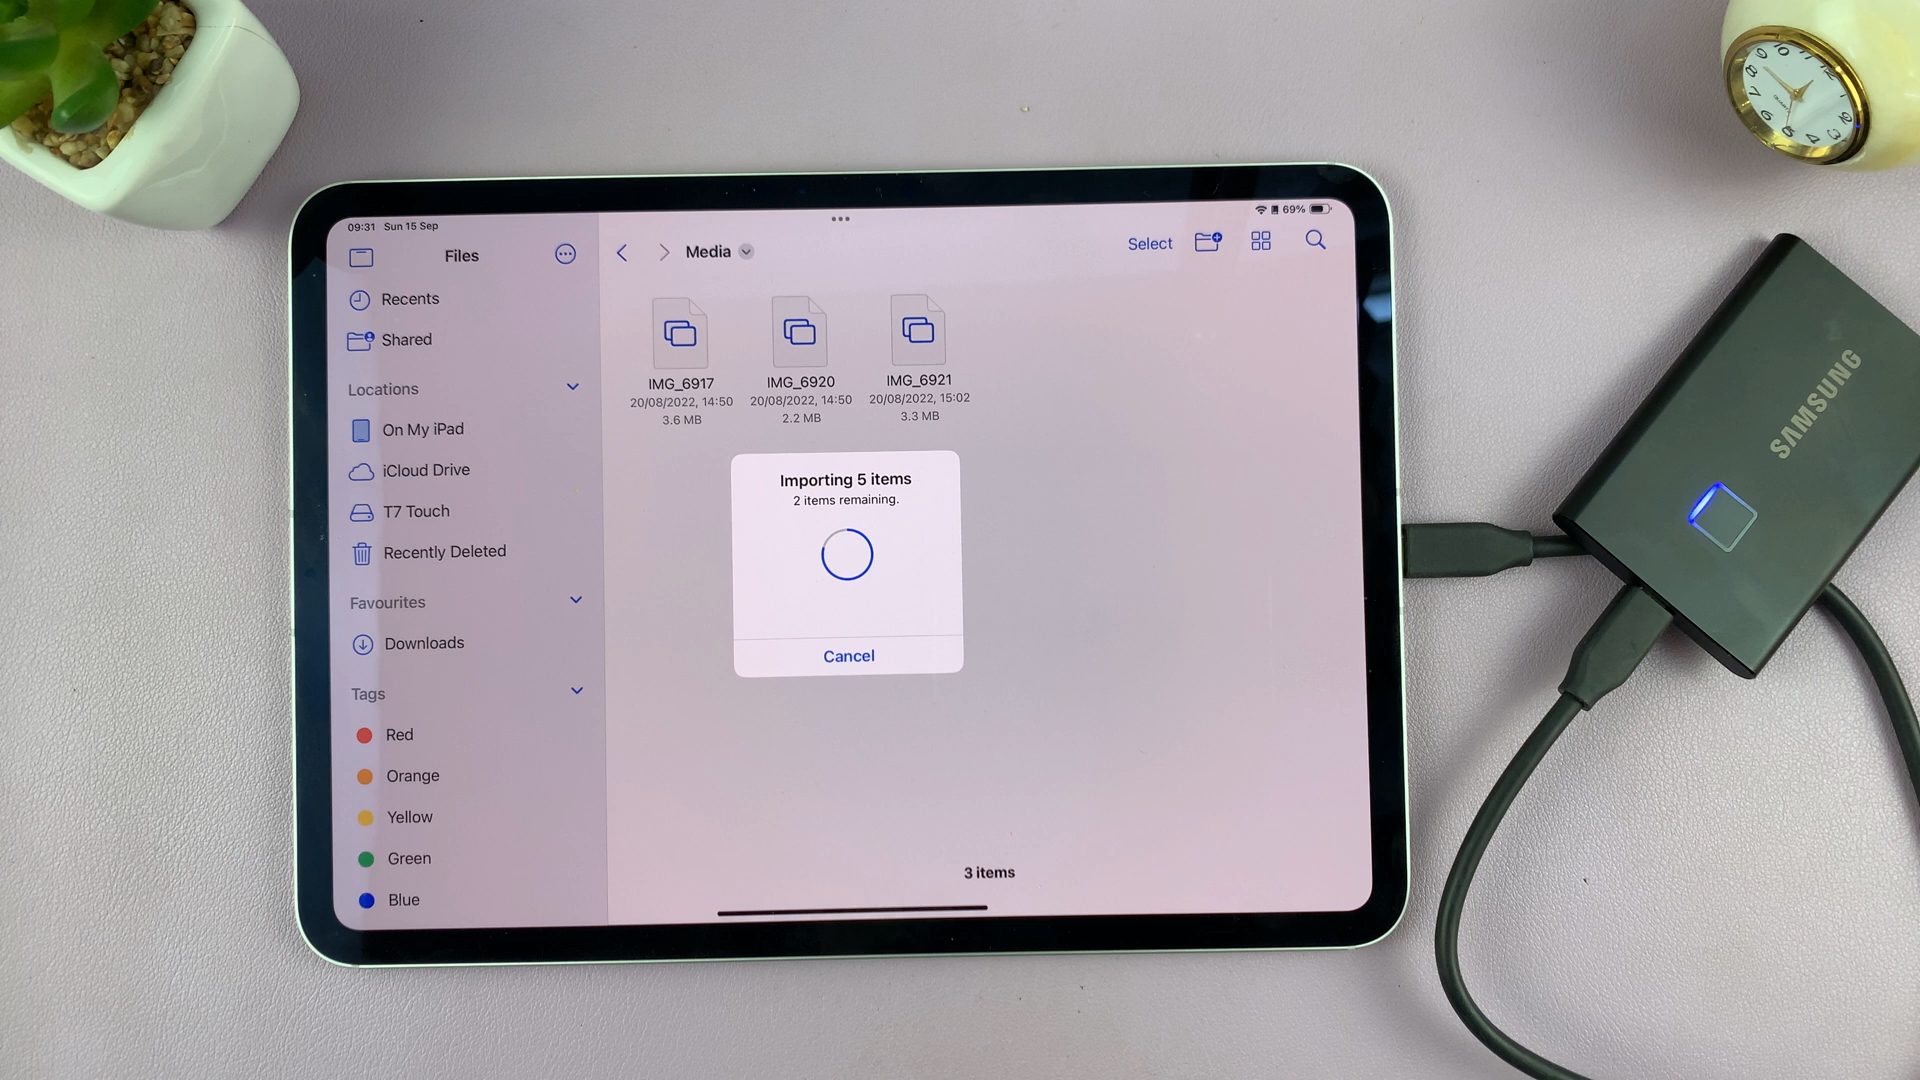 09:31 Sun 15 Sep
69%
Files
Recents
Shared
Locations
On My iPad
iCloud Drive
T7 Touch
Recently Deleted
Favourites
Downloads
Tags
Red
Orange
Yellow
Green
Blue
Media
Select
IMG_6917
20/08/2022, 14:50
3.6 MB
IMG_6920
20/08/2022, 14:50
2.2 MB
IMG_6921
20/08/2022, 15:02
3.3 MB
Importing 5 items
2 items remaining.
Cancel
3 items
SAMSUNG